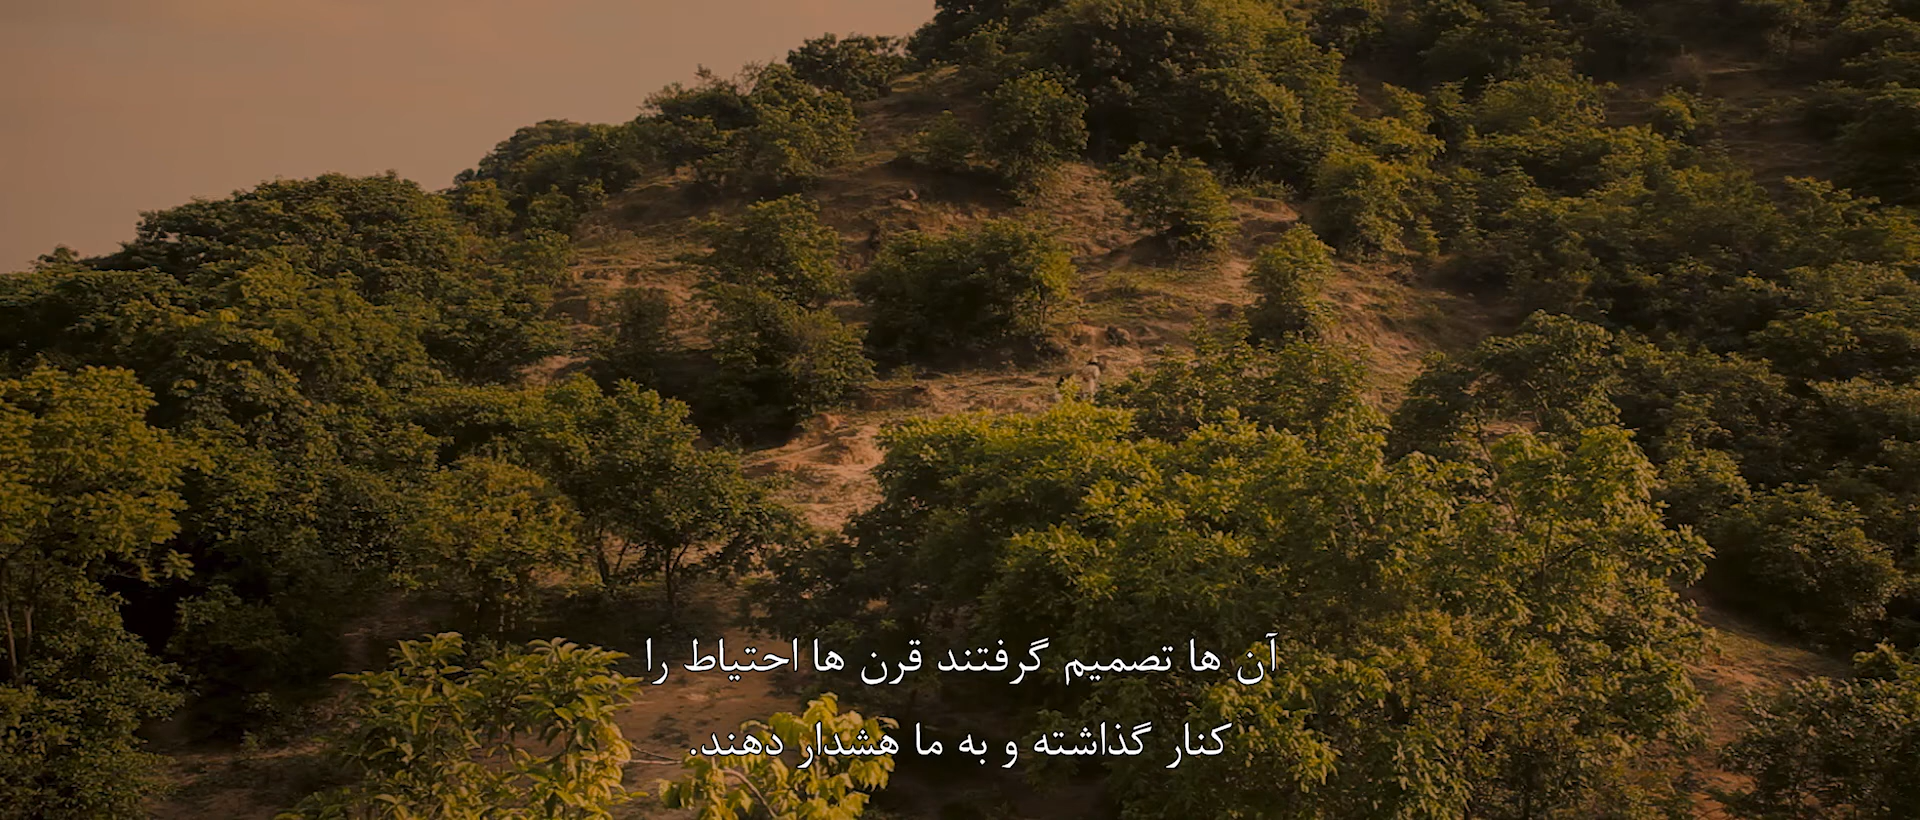 آن ها تصمیم گرفتند قرن ها احتیاط را
کنار گذاشته و به ما هشدار دهند.